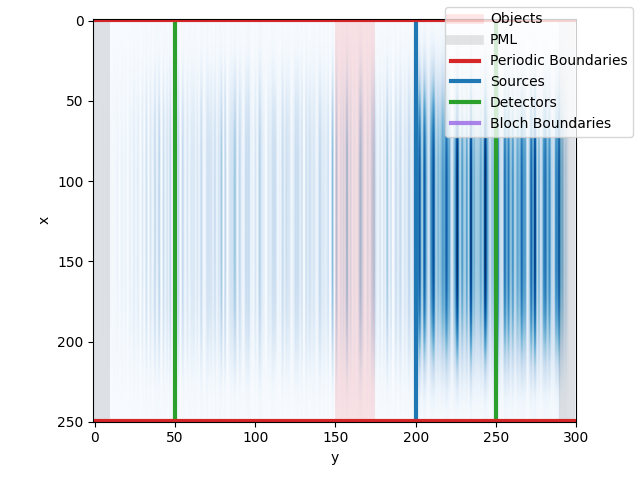 Objects
PML
Periodic Boundaries
Sources
Detectors
Bloch Boundaries
0
50
100
150
200
250
x
0
50
100
150
200
250
300
y